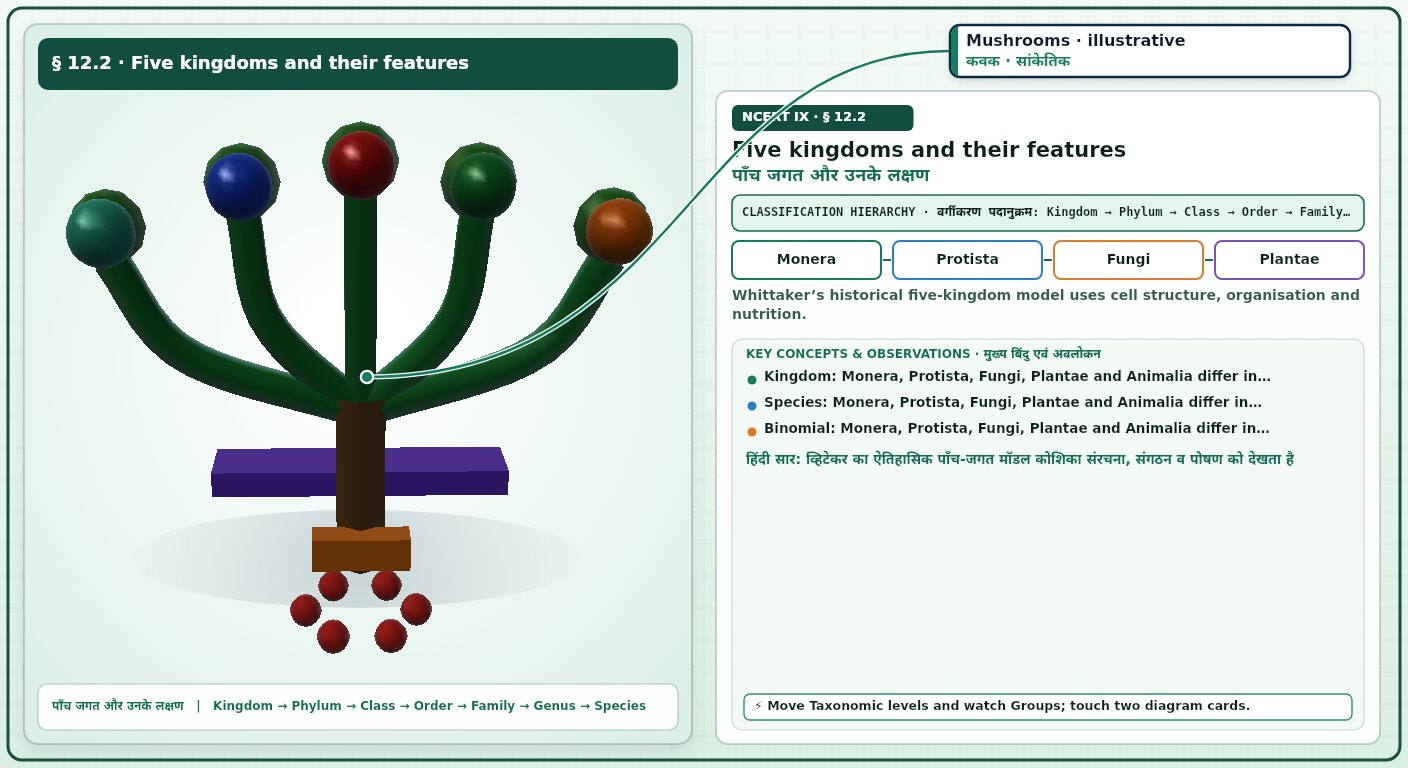 § 12.2 · Five kingdoms and their features
Mushrooms · illustrative
कवक · सांकेतिक
NCERT IX · § 12.2
Five kingdoms and their features
पाँच जगत और उनके लक्षण
CLASSIFICATION HIERARCHY · वर्गीकरण पदानुक्रम: Kingdom → Phylum → Class → Order → Family…
Monera
Protista
Fungi
Plantae
Whittaker’s historical five-kingdom model uses cell structure, organisation and
nutrition.
KEY CONCEPTS & OBSERVATIONS · मुख्य बिंदु एवं अवलोकन
Kingdom: Monera, Protista, Fungi, Plantae and Animalia differ in…
Species: Monera, Protista, Fungi, Plantae and Animalia differ in…
Binomial: Monera, Protista, Fungi, Plantae and Animalia differ in…
हिंदी सार: व्हिटेकर का ऐतिहासिक पाँच-जगत मॉडल कोशिका संरचना, संगठन व पोषण को देखता है
⚡ Move Taxonomic levels and watch Groups; touch two diagram cards.
पाँच जगत और उनके लक्षण | Kingdom → Phylum → Class → Order → Family → Genus → Species